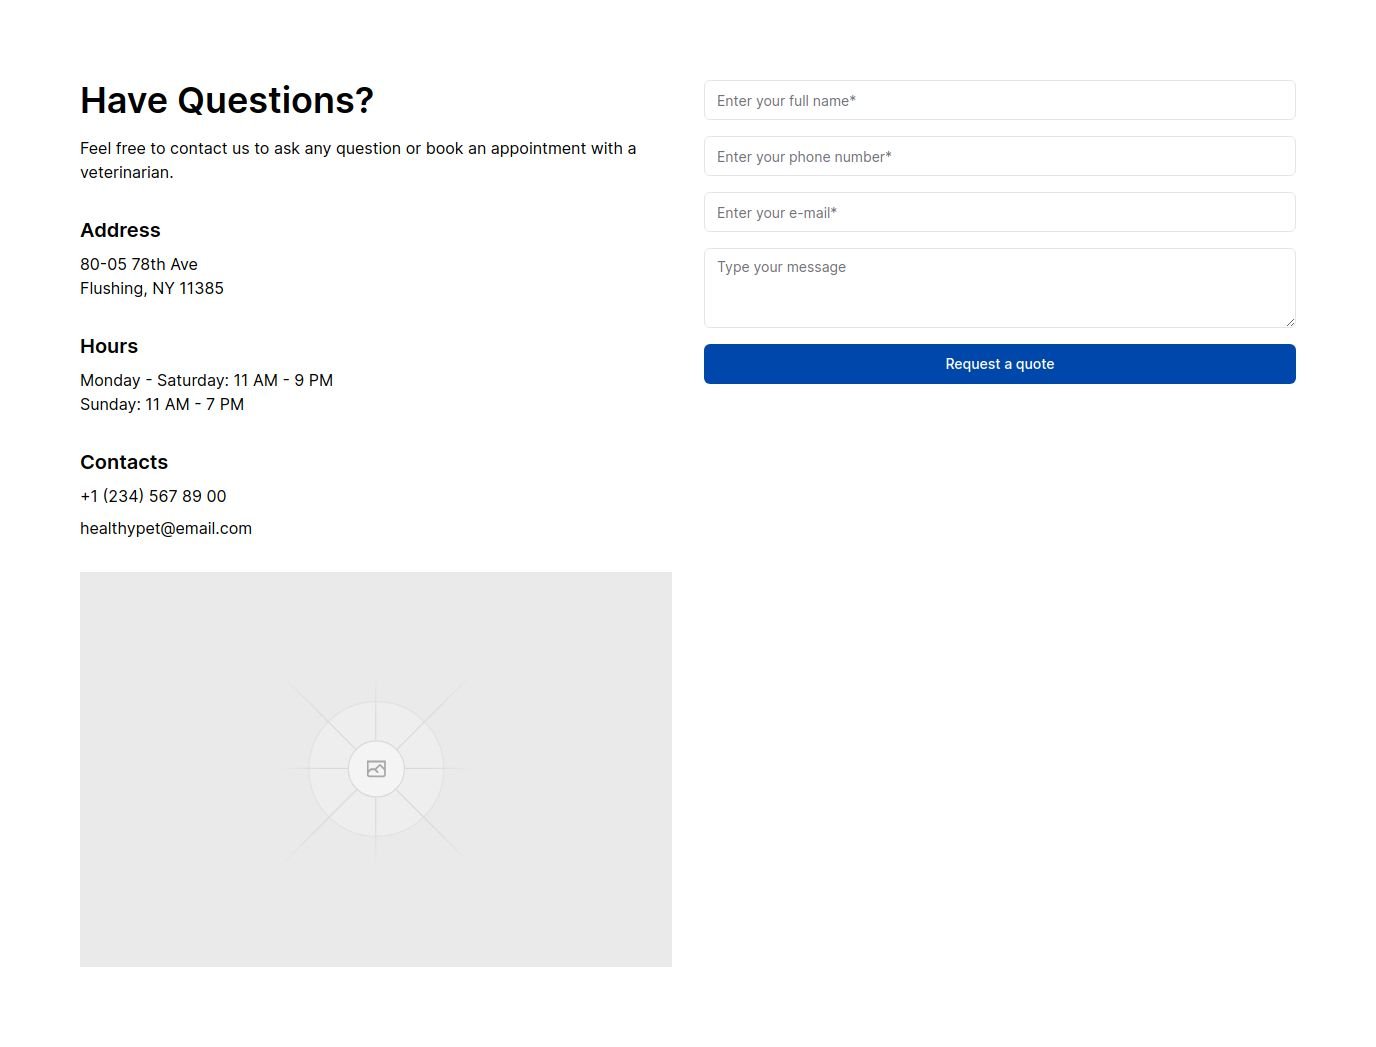 Have Questions?
Feel free to contact us to ask any question or book an appointment with a
veterinarian.
Address
80-05 78th Ave
Flushing, NY 11385
Hours
Monday - Saturday: 11 AM - 9 PM
Sunday: 11 AM - 7 PM
Contacts
+1 (234) 567 89 00
healthypet@email.com
Enter your full name*
Enter your phone number*
Enter your e-mail*
Type your message
Request a quote